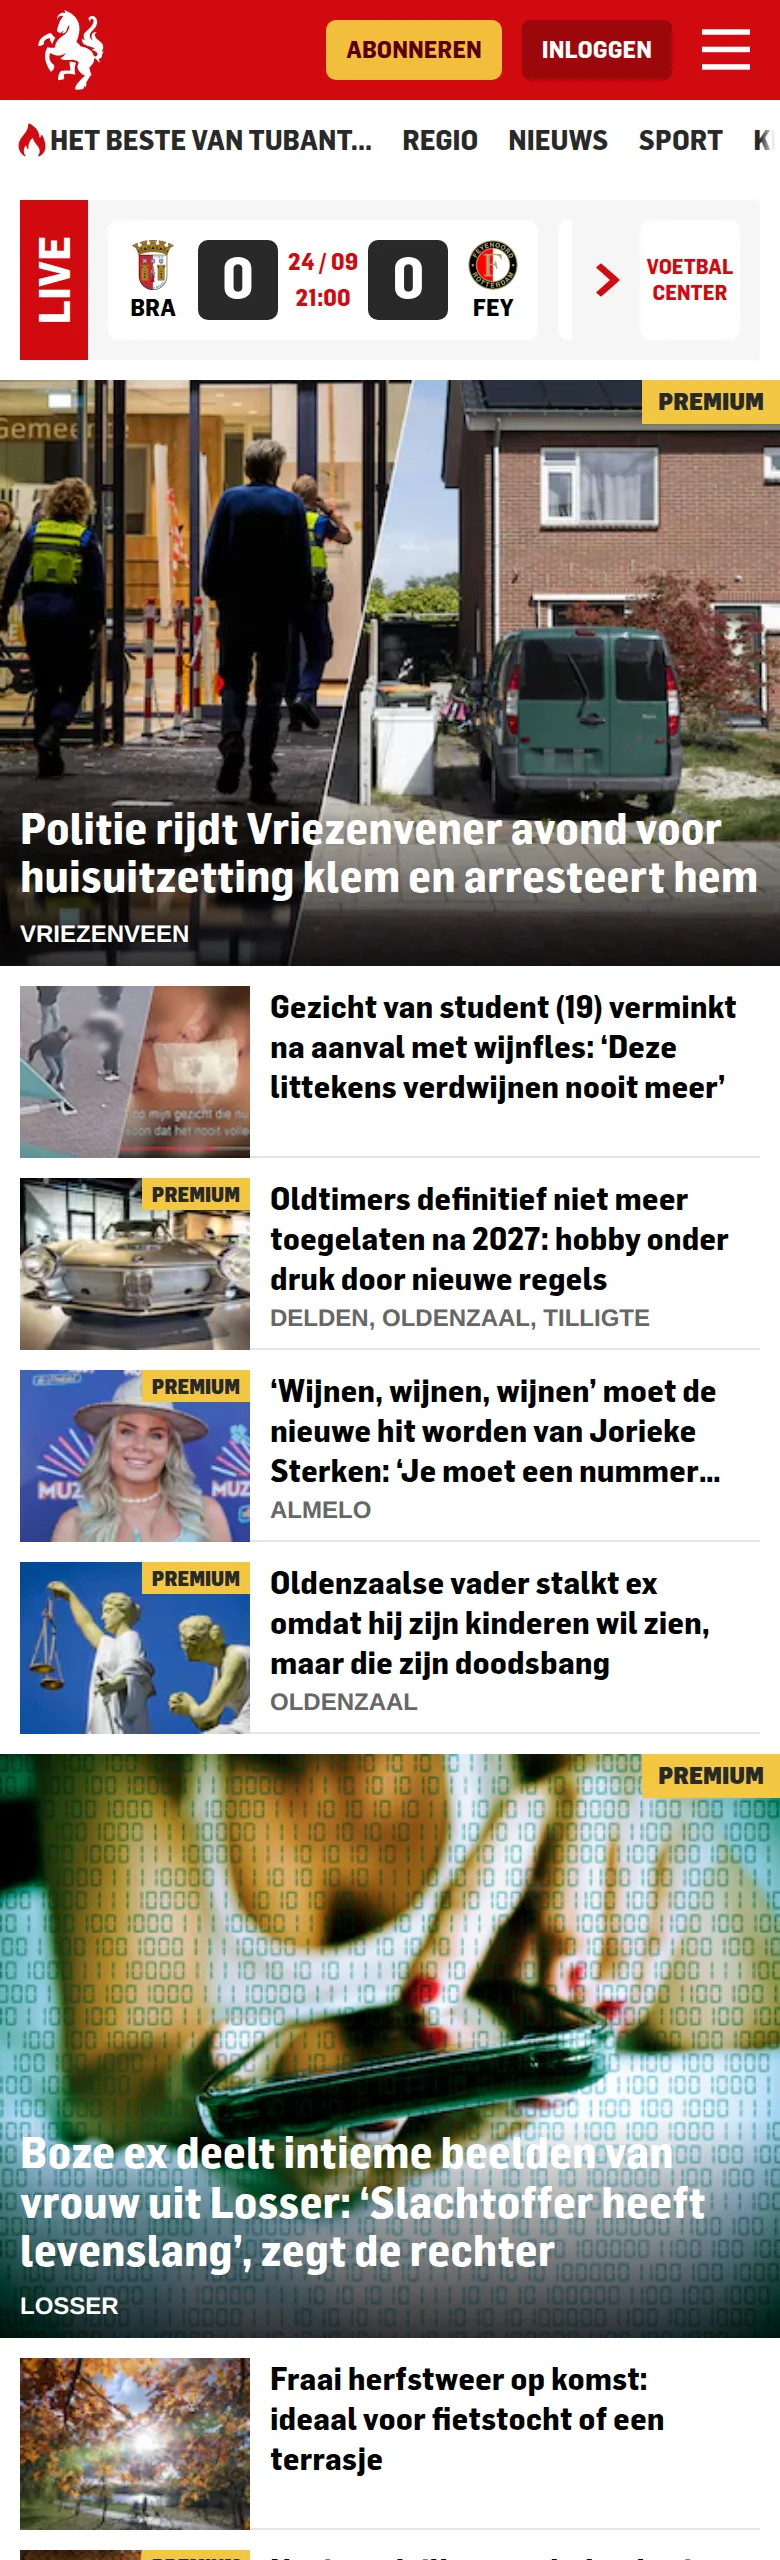 ABONNEREN
INLOGGEN
HET BESTE VAN TUBANT...
REGIO
NIEUWS
SPORT
LIVE
BRA
0
24 / 09
21:00
0
FEY
VOETBAL
CENTER
PREMIUM
Politie rijdt Vriezenvener avond voor
huisuitzetting klem en arresteert hem
VRIEZENVEEN
Gezicht van student (19) verminkt
na aanval met wijnfles: ‘Deze
littekens verdwijnen nooit meer’
PREMIUM
Oldtimers definitief niet meer
toegelaten na 2027: hobby onder
druk door nieuwe regels
DELDEN, OLDENZAAL, TILLIGTE
PREMIUM
‘Wijnen, wijnen, wijnen’ moet de
nieuwe hit worden van Jorieke
Sterken: ‘Je moet een nummer...
ALMELO
PREMIUM
Oldenzaalse vader stalkt ex
omdat hij zijn kinderen wil zien,
maar die zijn doodsbang
OLDENZAAL
PREMIUM
Boze ex deelt intieme beelden van
vrouw uit Losser: ‘Slachtoffer heeft
levenslang’, zegt de rechter
LOSSER
Fraai herfstweer op komst:
ideaal voor fietstocht of een
terrasje